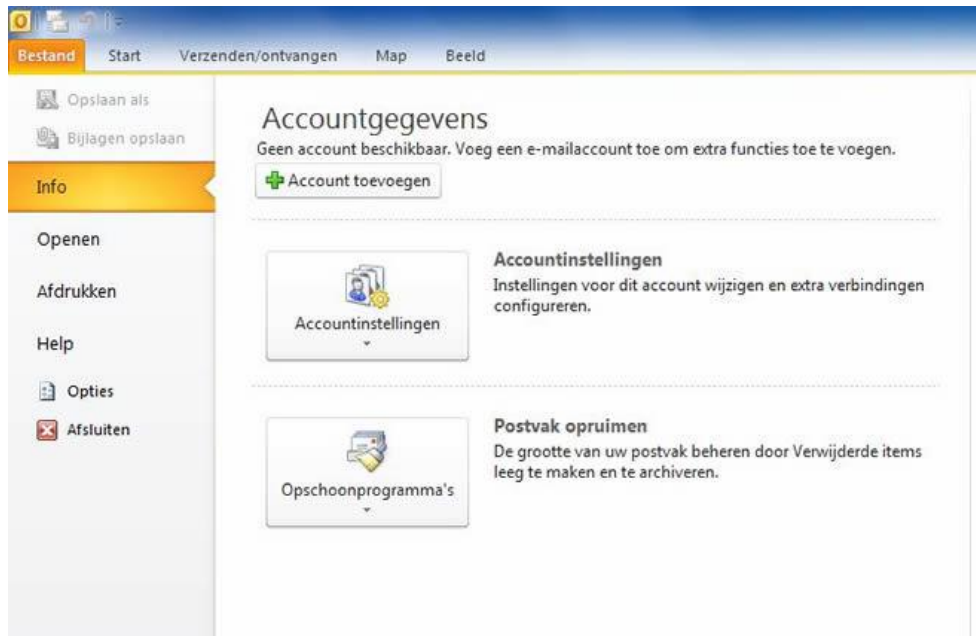 Bestand Start Verzenden/ontvangen Map Beeld
Opslaan als
Bijlagen opslaan
Info
Openen
Afdrukken
Help
Opties
Afsluiten
Accountgegevens
Geen account beschikbaar. Voeg een e-mailaccount toe om extra functies toe te voegen.
Account toevoegen
Accountinstellingen
Accountinstellingen
Instellingen voor dit account wijzigen en extra verbindingen
configureren.
Opschoonprogramma's
Postvak opruimen
De grootte van uw postvak beheren door Verwijderde items
leeg te maken en te archiveren.